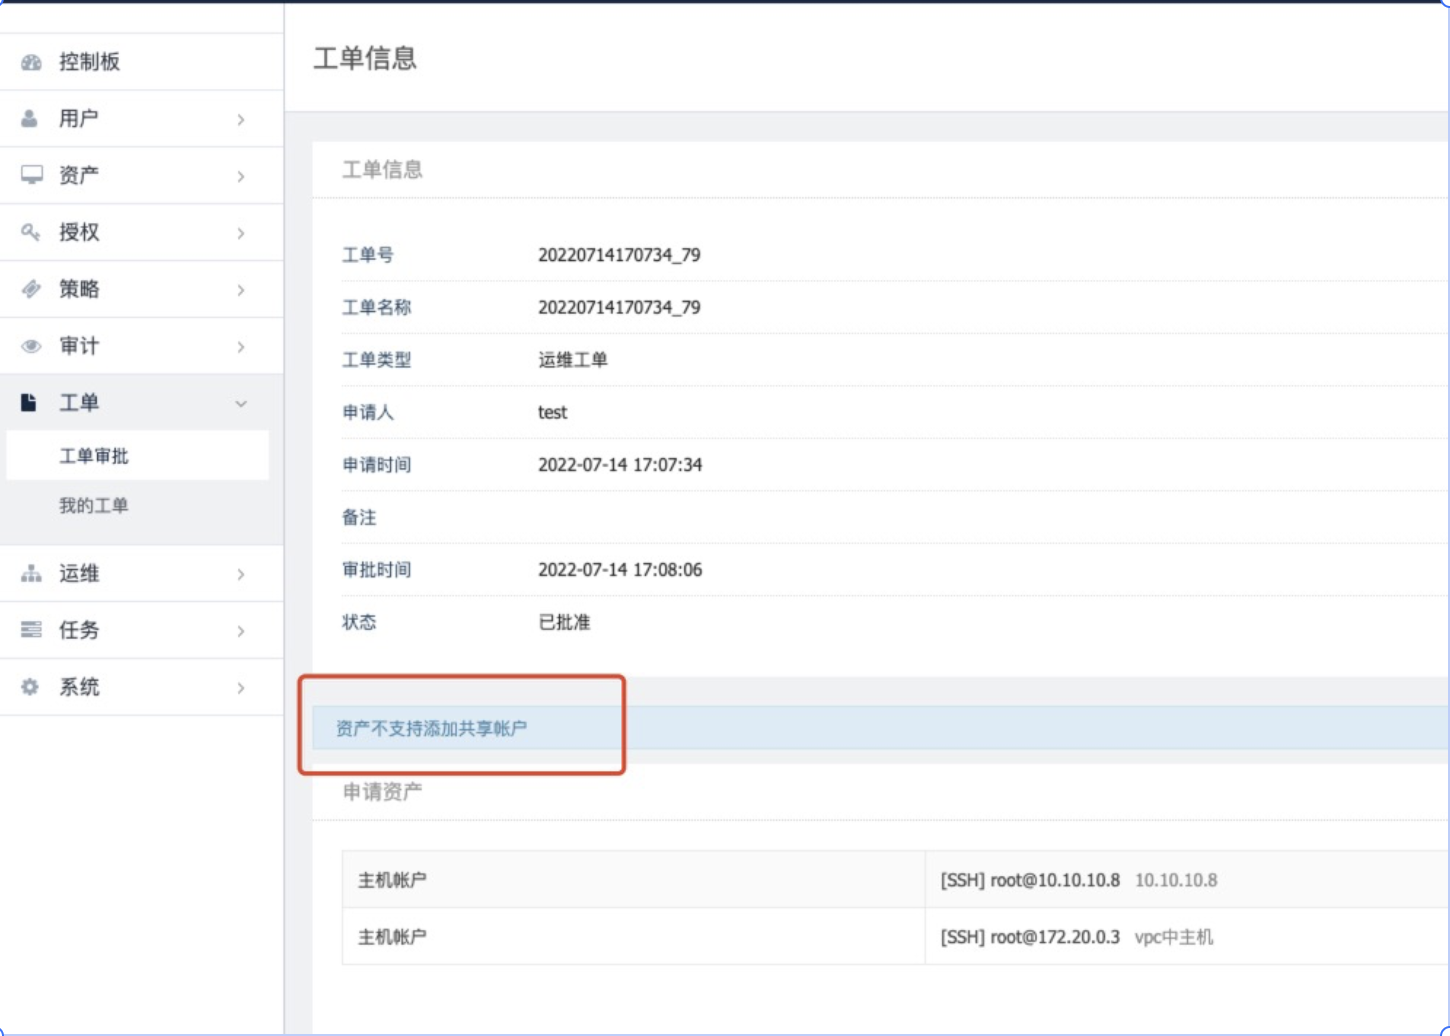 控制板
用户
资产
授权
策略
审计
工单
工单审批
我的工单
运维
任务
系统
工单信息
工单信息
工单号 20220714170734_79
工单名称 20220714170734_79
工单类型 运维工单
申请人 test
申请时间 2022-07-14 17:07:34
备注
审批时间 2022-07-14 17:08:06
状态 已批准
资产不支持添加共享帐户
申请资产
主机帐户 [SSH] root@10.10.10.8 10.10.10.8
主机帐户 [SSH] root@172.20.0.3 vpc中主机